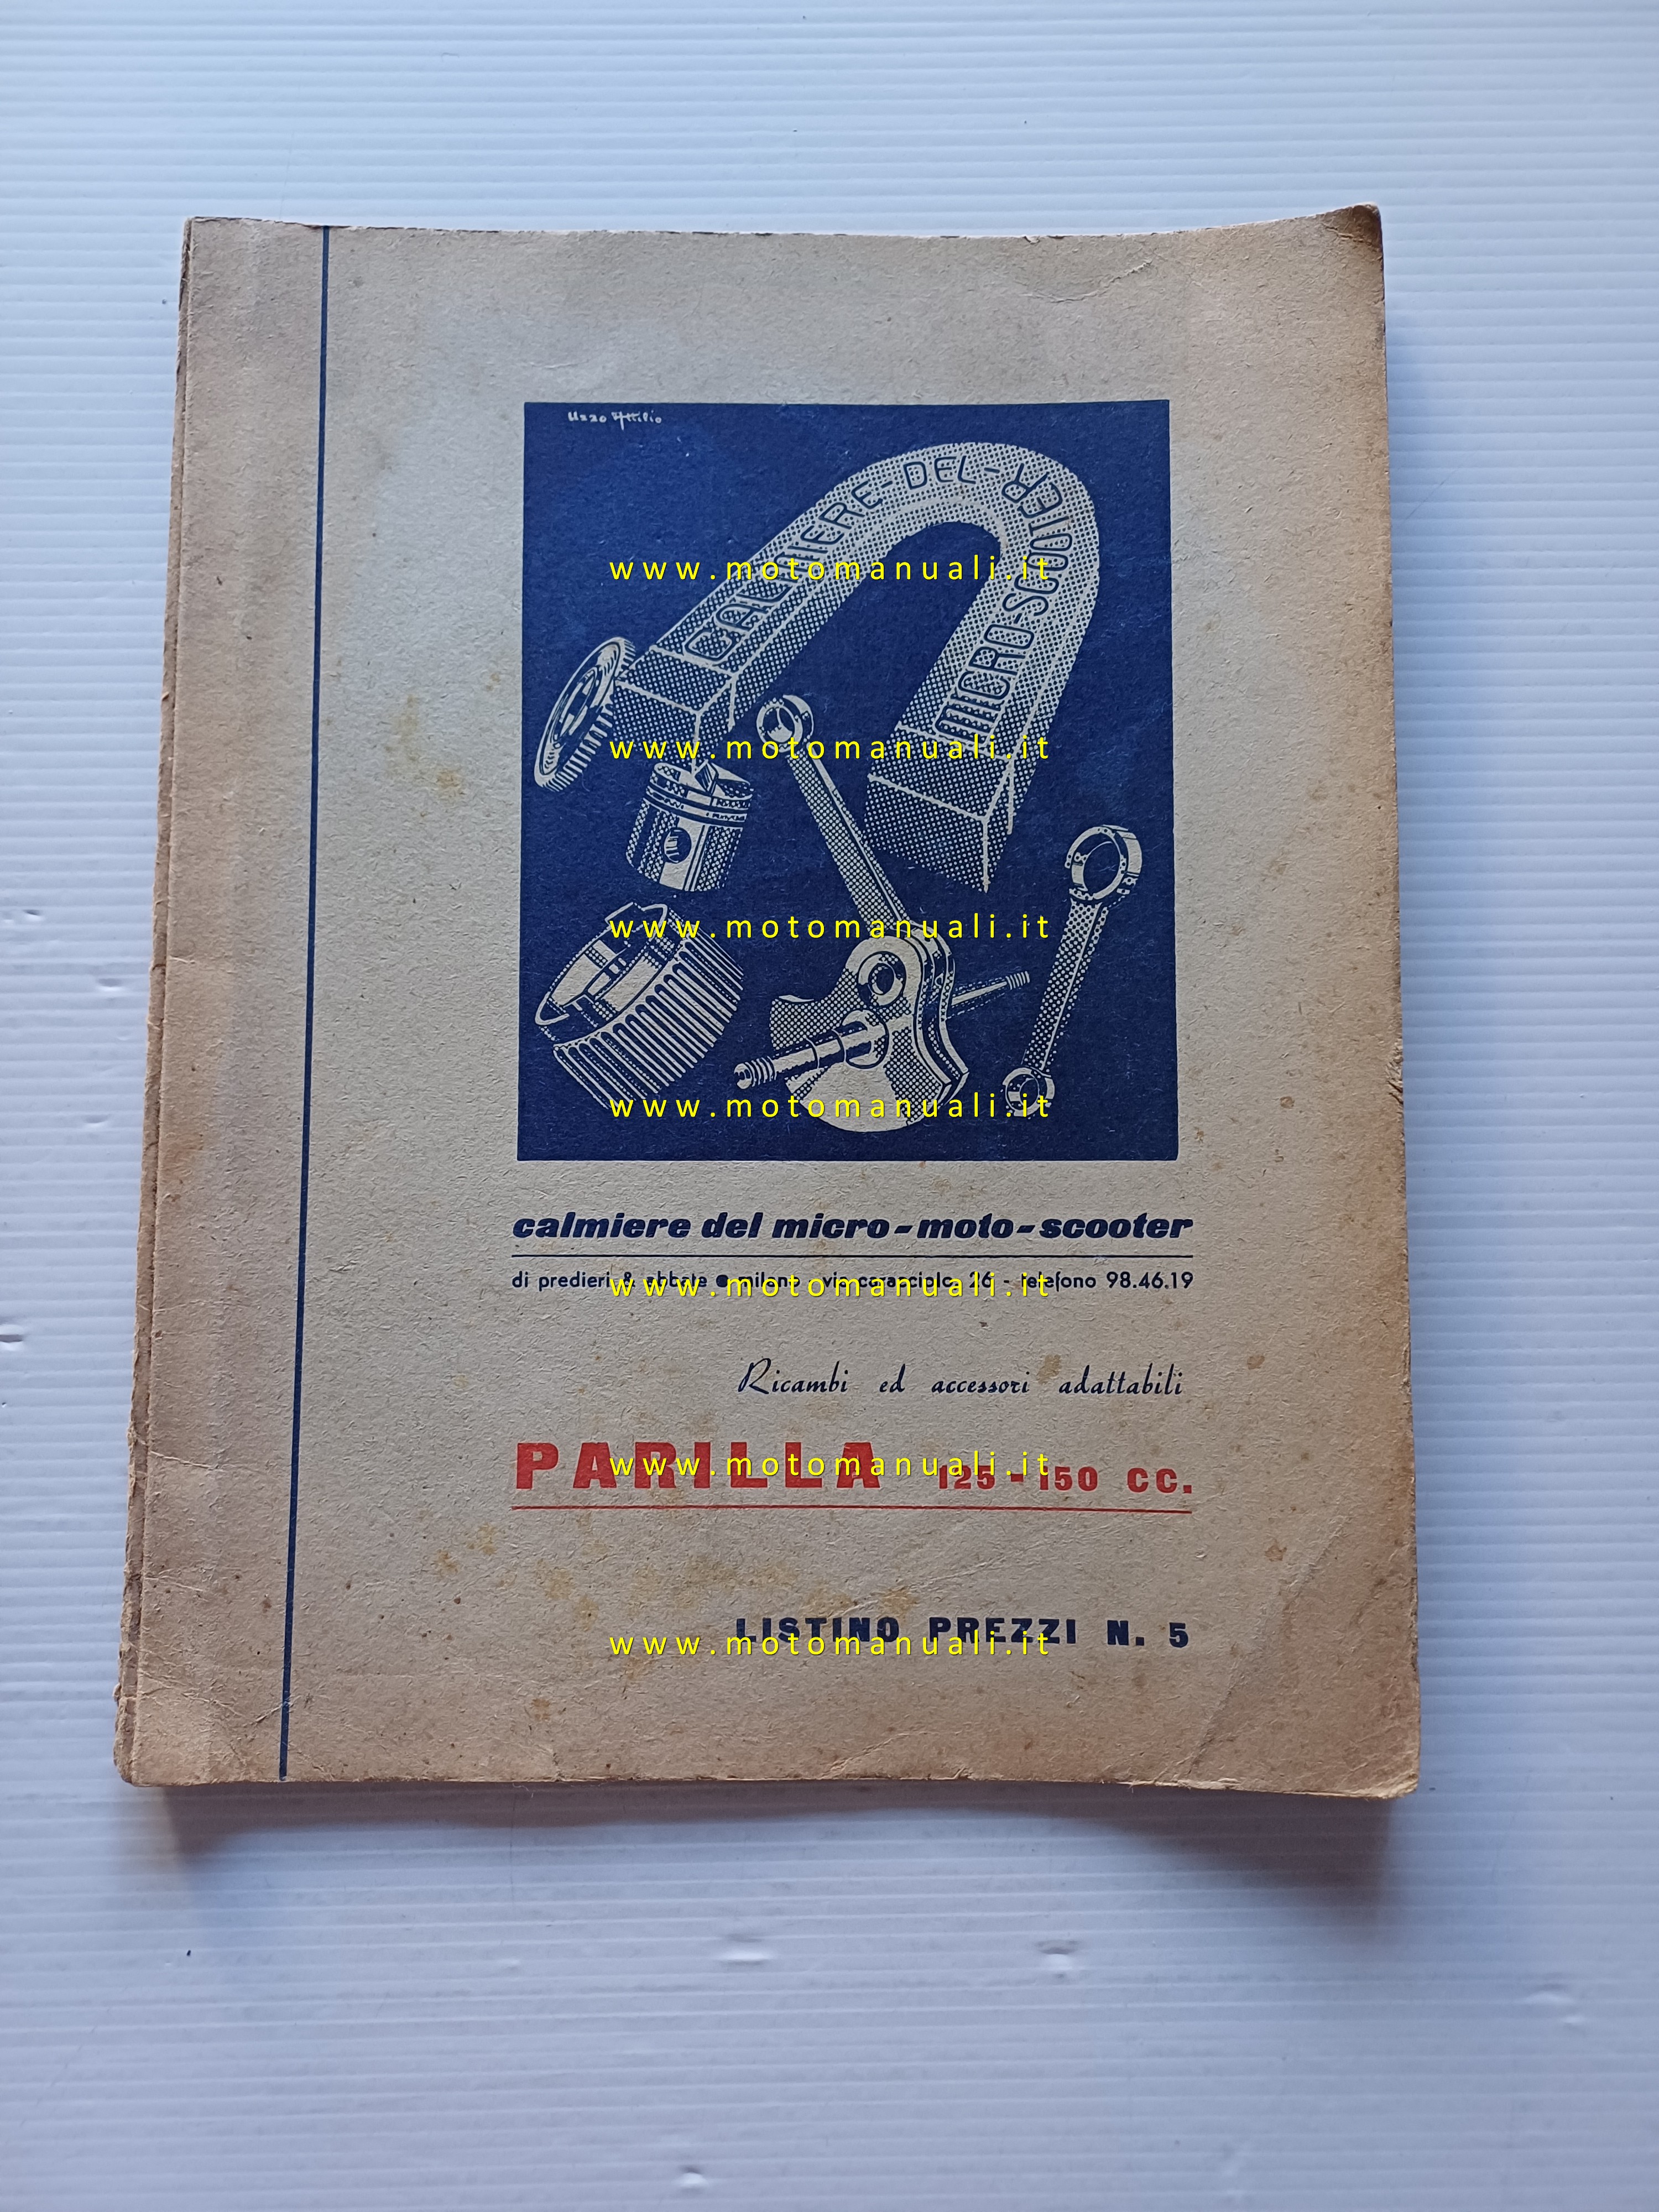 Uzzo Attilio
CALMIERE-DEL-
MICRO-SCUTER
www.motomanuali.it
www.motomanuali.it
www.motomanuali.it
www.motomanuali.it
calmiere del micro-moto-scooter
di predieri & abbate ● milano - via caracciolo, 26 - telefono 98.46.19
www.motomanuali.it
Ricambi ed accessori adattabili
PARILLA 125-150 CC.
www.motomanuali.it
LISTINO PREZZI N. 5
www.motomanuali.it